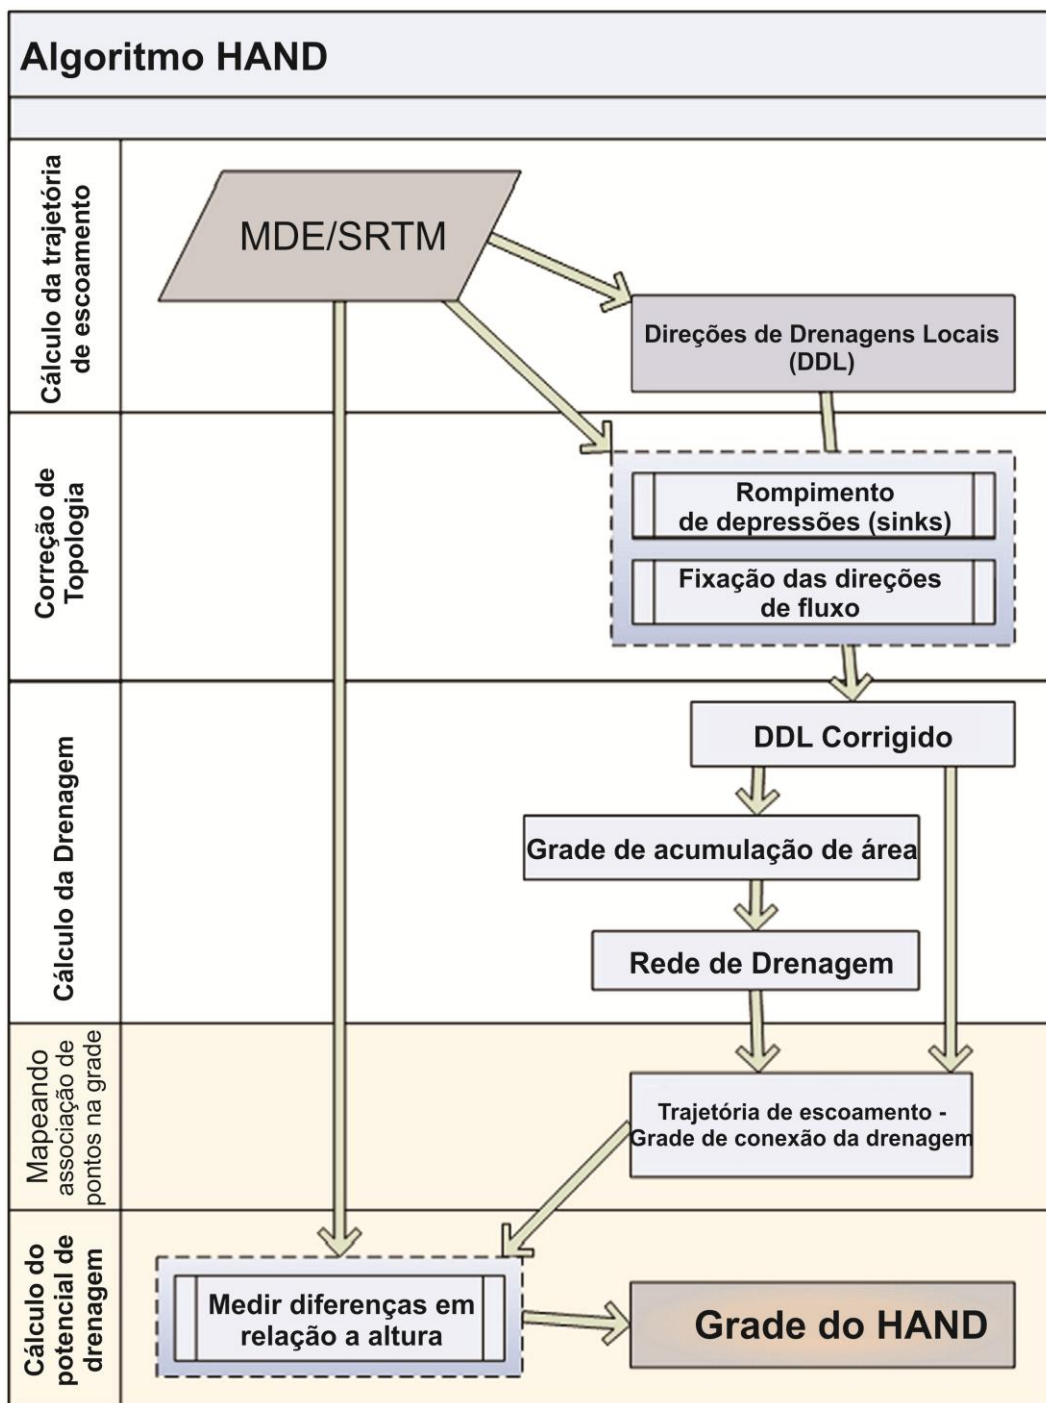 Algoritmo HAND
Cálculo da trajetória
de escoamento
MDE/SRTM
Direções de Drenagens Locais
(DDL)
Correção de
Topologia
Rompimento
de depressões (sinks)
Fixação das direções
de fluxo
Cálculo da Drenagem
DDL Corrigido
Grade de acumulação de área
Rede de Drenagem
Mapeando
associação de
pontos na grade
Trajetória de escoamento -
Grade de conexão da drenagem
Cálculo do
potencial de
drenagem
Medir diferenças em
relação a altura
Grade do HAND